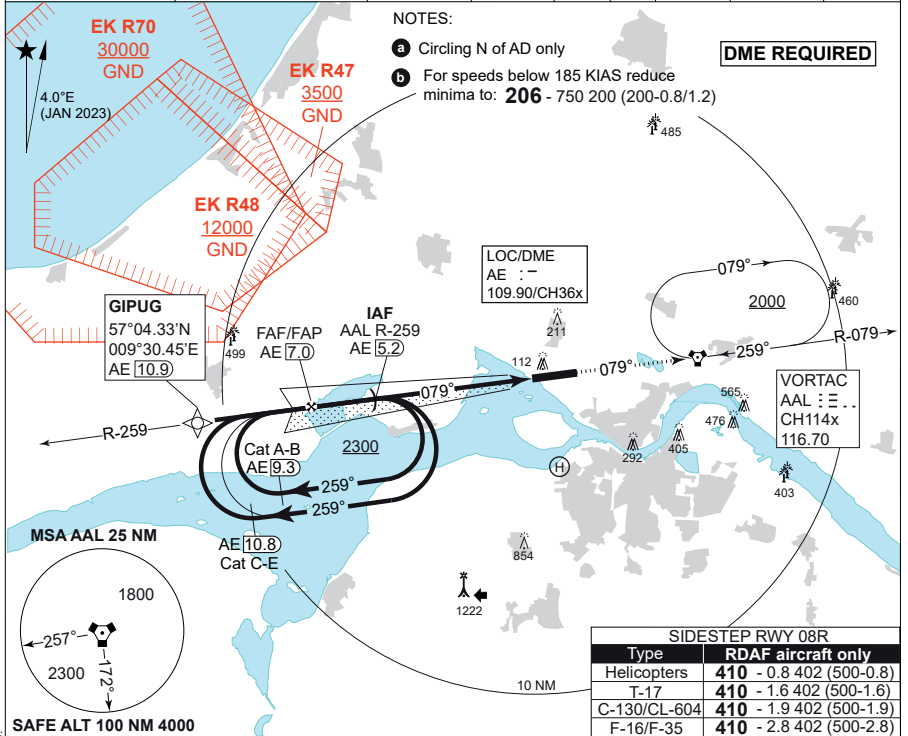 NOTES:
a Circling N of AD only
b For speeds below 185 KIAS reduce
minima to: 206 - 750 200 (200-0.8/1.2)
DME REQUIRED
EK R70
30000
GND
4.0°E
(JAN 2023)
EK R47
3500
GND
EK R48
12000
GND
485
LOC/DME
AE : –
109.90/CH36x
079°
2000
460
259°
R-079
GIPUG
57°04.33'N
009°30.45'E
AE 10.9
499
FAF/FAP
AE 7.0
IAF
AAL R-259
AE 5.2
211
112
079°
079°
VORTAC
AAL
CH114x
116.70
565
476
R-259
Cat A-B
AE 9.3
2300
259°
259°
292
405
H
403
AE 10.8
Cat C-E
854
1222
MSA AAL 25 NM
1800
257°
2300
172°
SAFE ALT 100 NM 4000
10 NM
SIDESTEP RWY 08R
Type RDAF aircraft only
Helicopters 410 - 0.8 402 (500-0.8)
T-17 410 - 1.6 402 (500-1.6)
C-130/CL-604 410 - 1.9 402 (500-1.9)
F-16/F-35 410 - 2.8 402 (500-2.8)